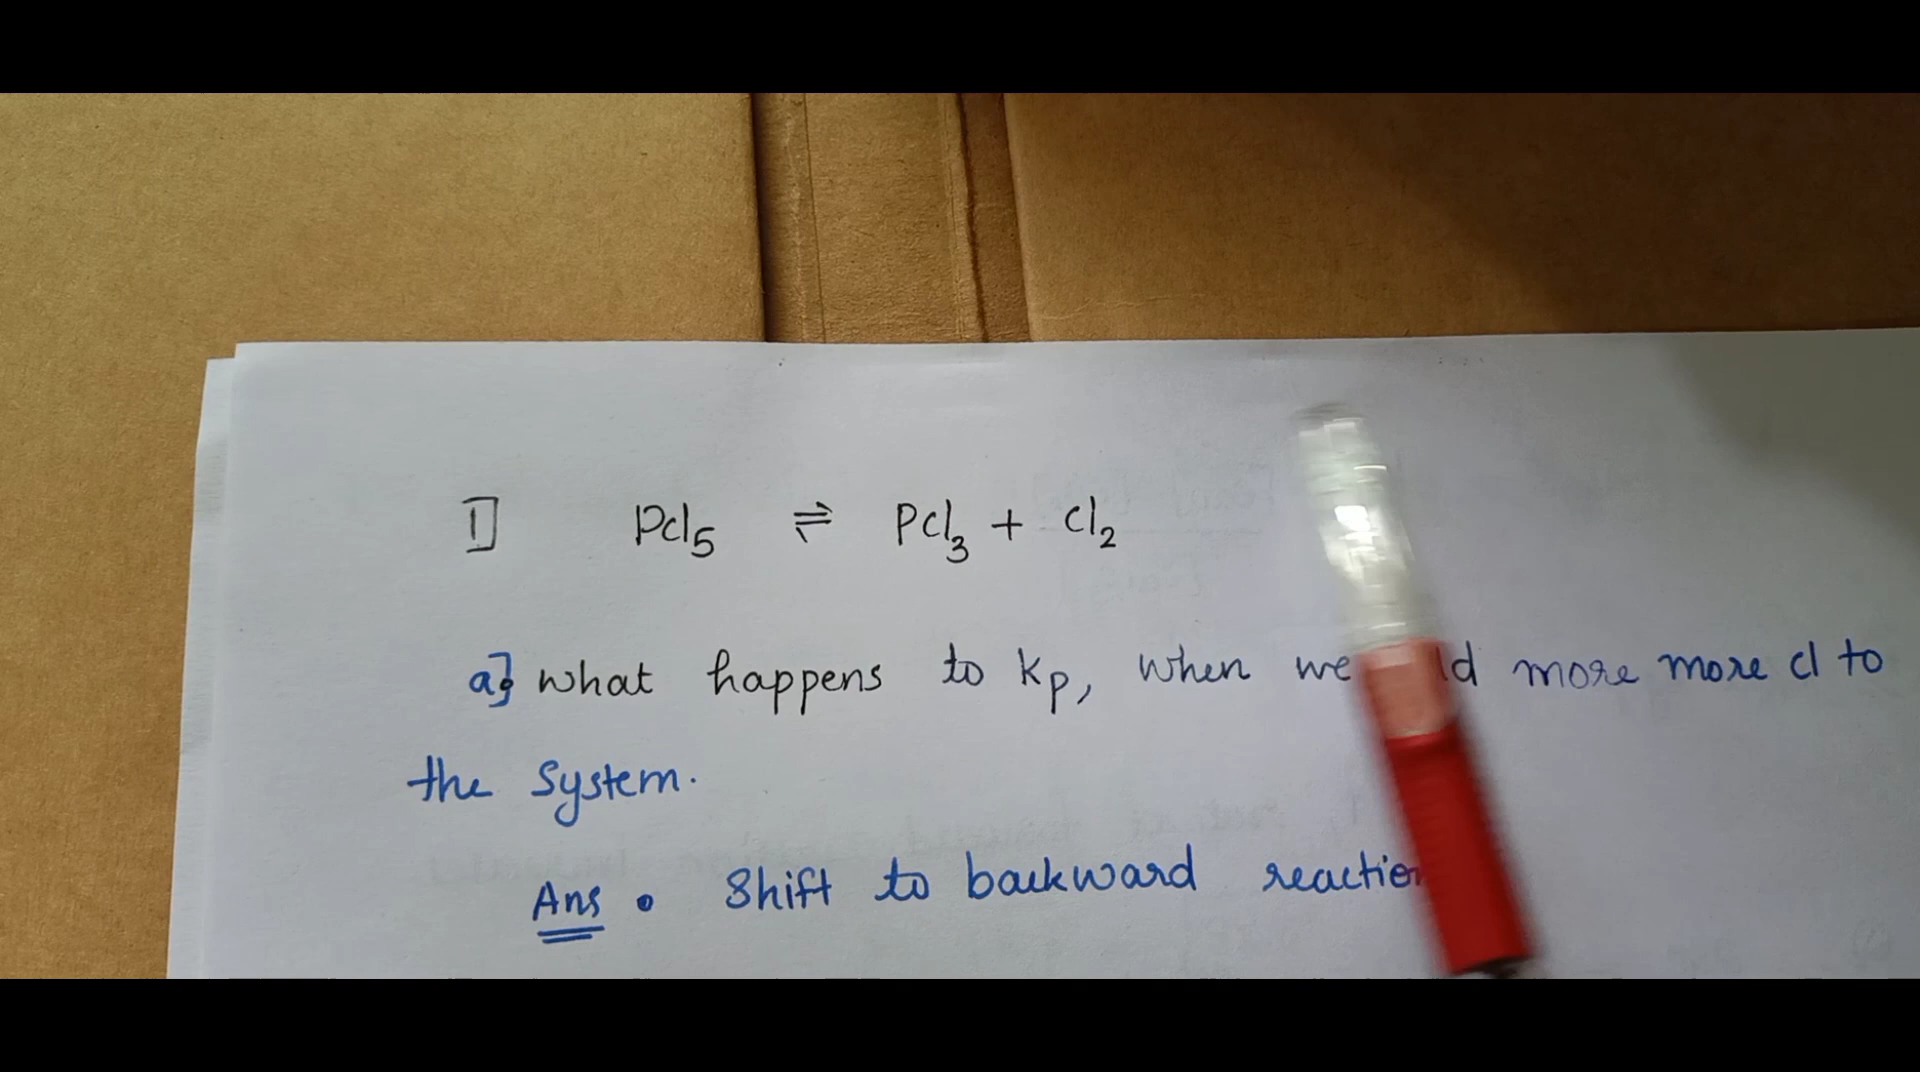 1] PCl5 ⇌ PCl3 + Cl2
a] what happens to Kp, when we more more cl to
the system.
Ans • Shift to backward reaction